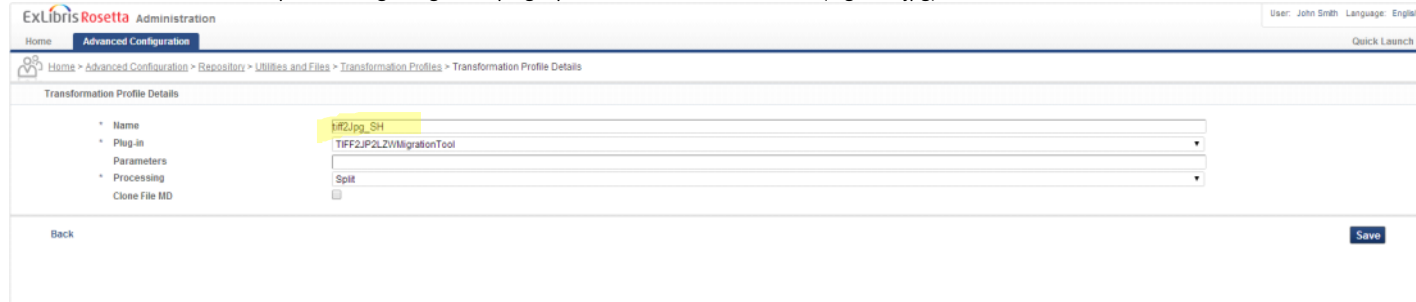 ExLibris Rosetta Administration
User: John Smith Language: Englis
Home Advanced Configuration Quick Launch
Home > Advanced Configuration > Repository > Utilities and Files > Transformation Profiles > Transformation Profile Details
Transformation Profile Details
* Name tiff2Jpg_SH
* Plug-in TIFF2JP2LZWMigrationTool
Parameters
* Processing Split
Clone File MD
Back Save